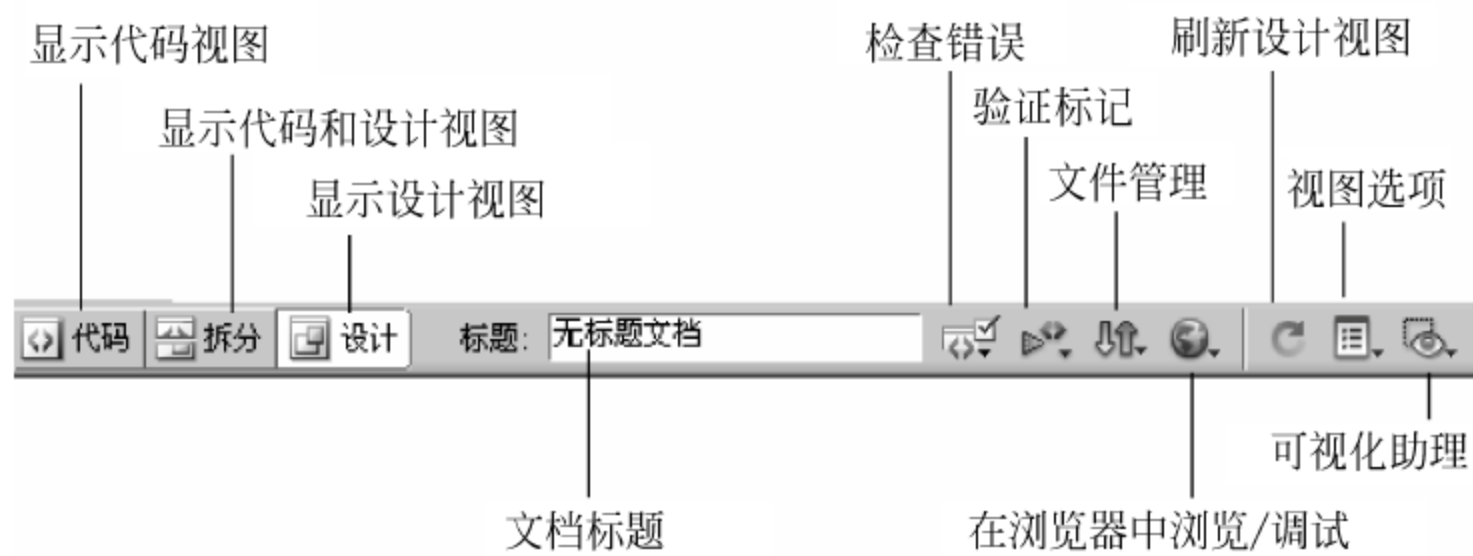 显示代码视图
检查错误
刷新设计视图
显示代码和设计视图
验证标记
显示设计视图
文件管理
视图选项
代码 拆分 设计 标题: 无标题文档
可视化助理
文档标题
在浏览器中浏览/调试